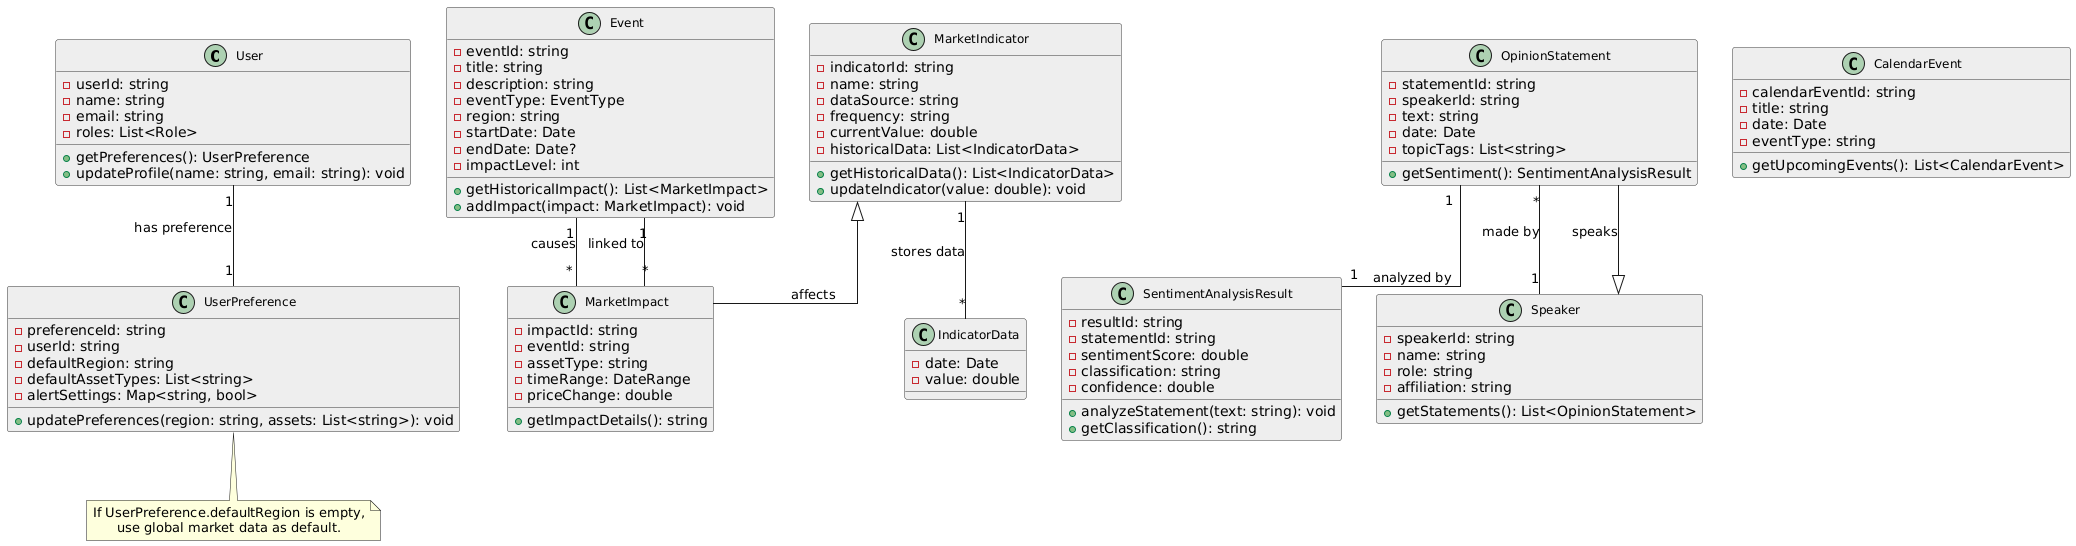 C User
userId: string
name: string
email: string
roles: List<Role>
getPreferences(): UserPreference
updateProfile(name: string, email: string): void
C Event
eventId: string
title: string
description: string
eventType: EventType
region: string
startDate: Date
endDate: Date?
impactLevel: int
getHistoricalImpact(): List<MarketImpact>
addImpact(impact: MarketImpact): void
C MarketIndicator
indicatorId: string
name: string
dataSource: string
frequency: string
currentValue: double
historicalData: List<IndicatorData>
getHistoricalData(): List<IndicatorData>
updateIndicator(value: double): void
C OpinionStatement
statementId: string
speakerId: string
text: string
date: Date
topicTags: List<string>
getSentiment(): SentimentAnalysisResult
C CalendarEvent
calendarEventId: string
title: string
date: Date
eventType: string
getUpcomingEvents(): List<CalendarEvent>
1
has preference
1
1
causes
*
1
linked to
*
affects
1
stores data
*
1
analyzed by
1
*
made by
1
speaks
C UserPreference
preferenceId: string
userId: string
defaultRegion: string
defaultAssetTypes: List<string>
alertSettings: Map<string, bool>
updatePreferences(region: string, assets: List<string>): void
C MarketImpact
impactId: string
eventId: string
assetType: string
timeRange: DateRange
priceChange: double
getImpactDetails(): string
C IndicatorData
date: Date
value: double
C SentimentAnalysisResult
resultId: string
statementId: string
sentimentScore: double
classification: string
confidence: double
analyzeStatement(text: string): void
getClassification(): string
C Speaker
speakerId: string
name: string
role: string
affiliation: string
getStatements(): List<OpinionStatement>
If UserPreference.defaultRegion is empty,
use global market data as default.